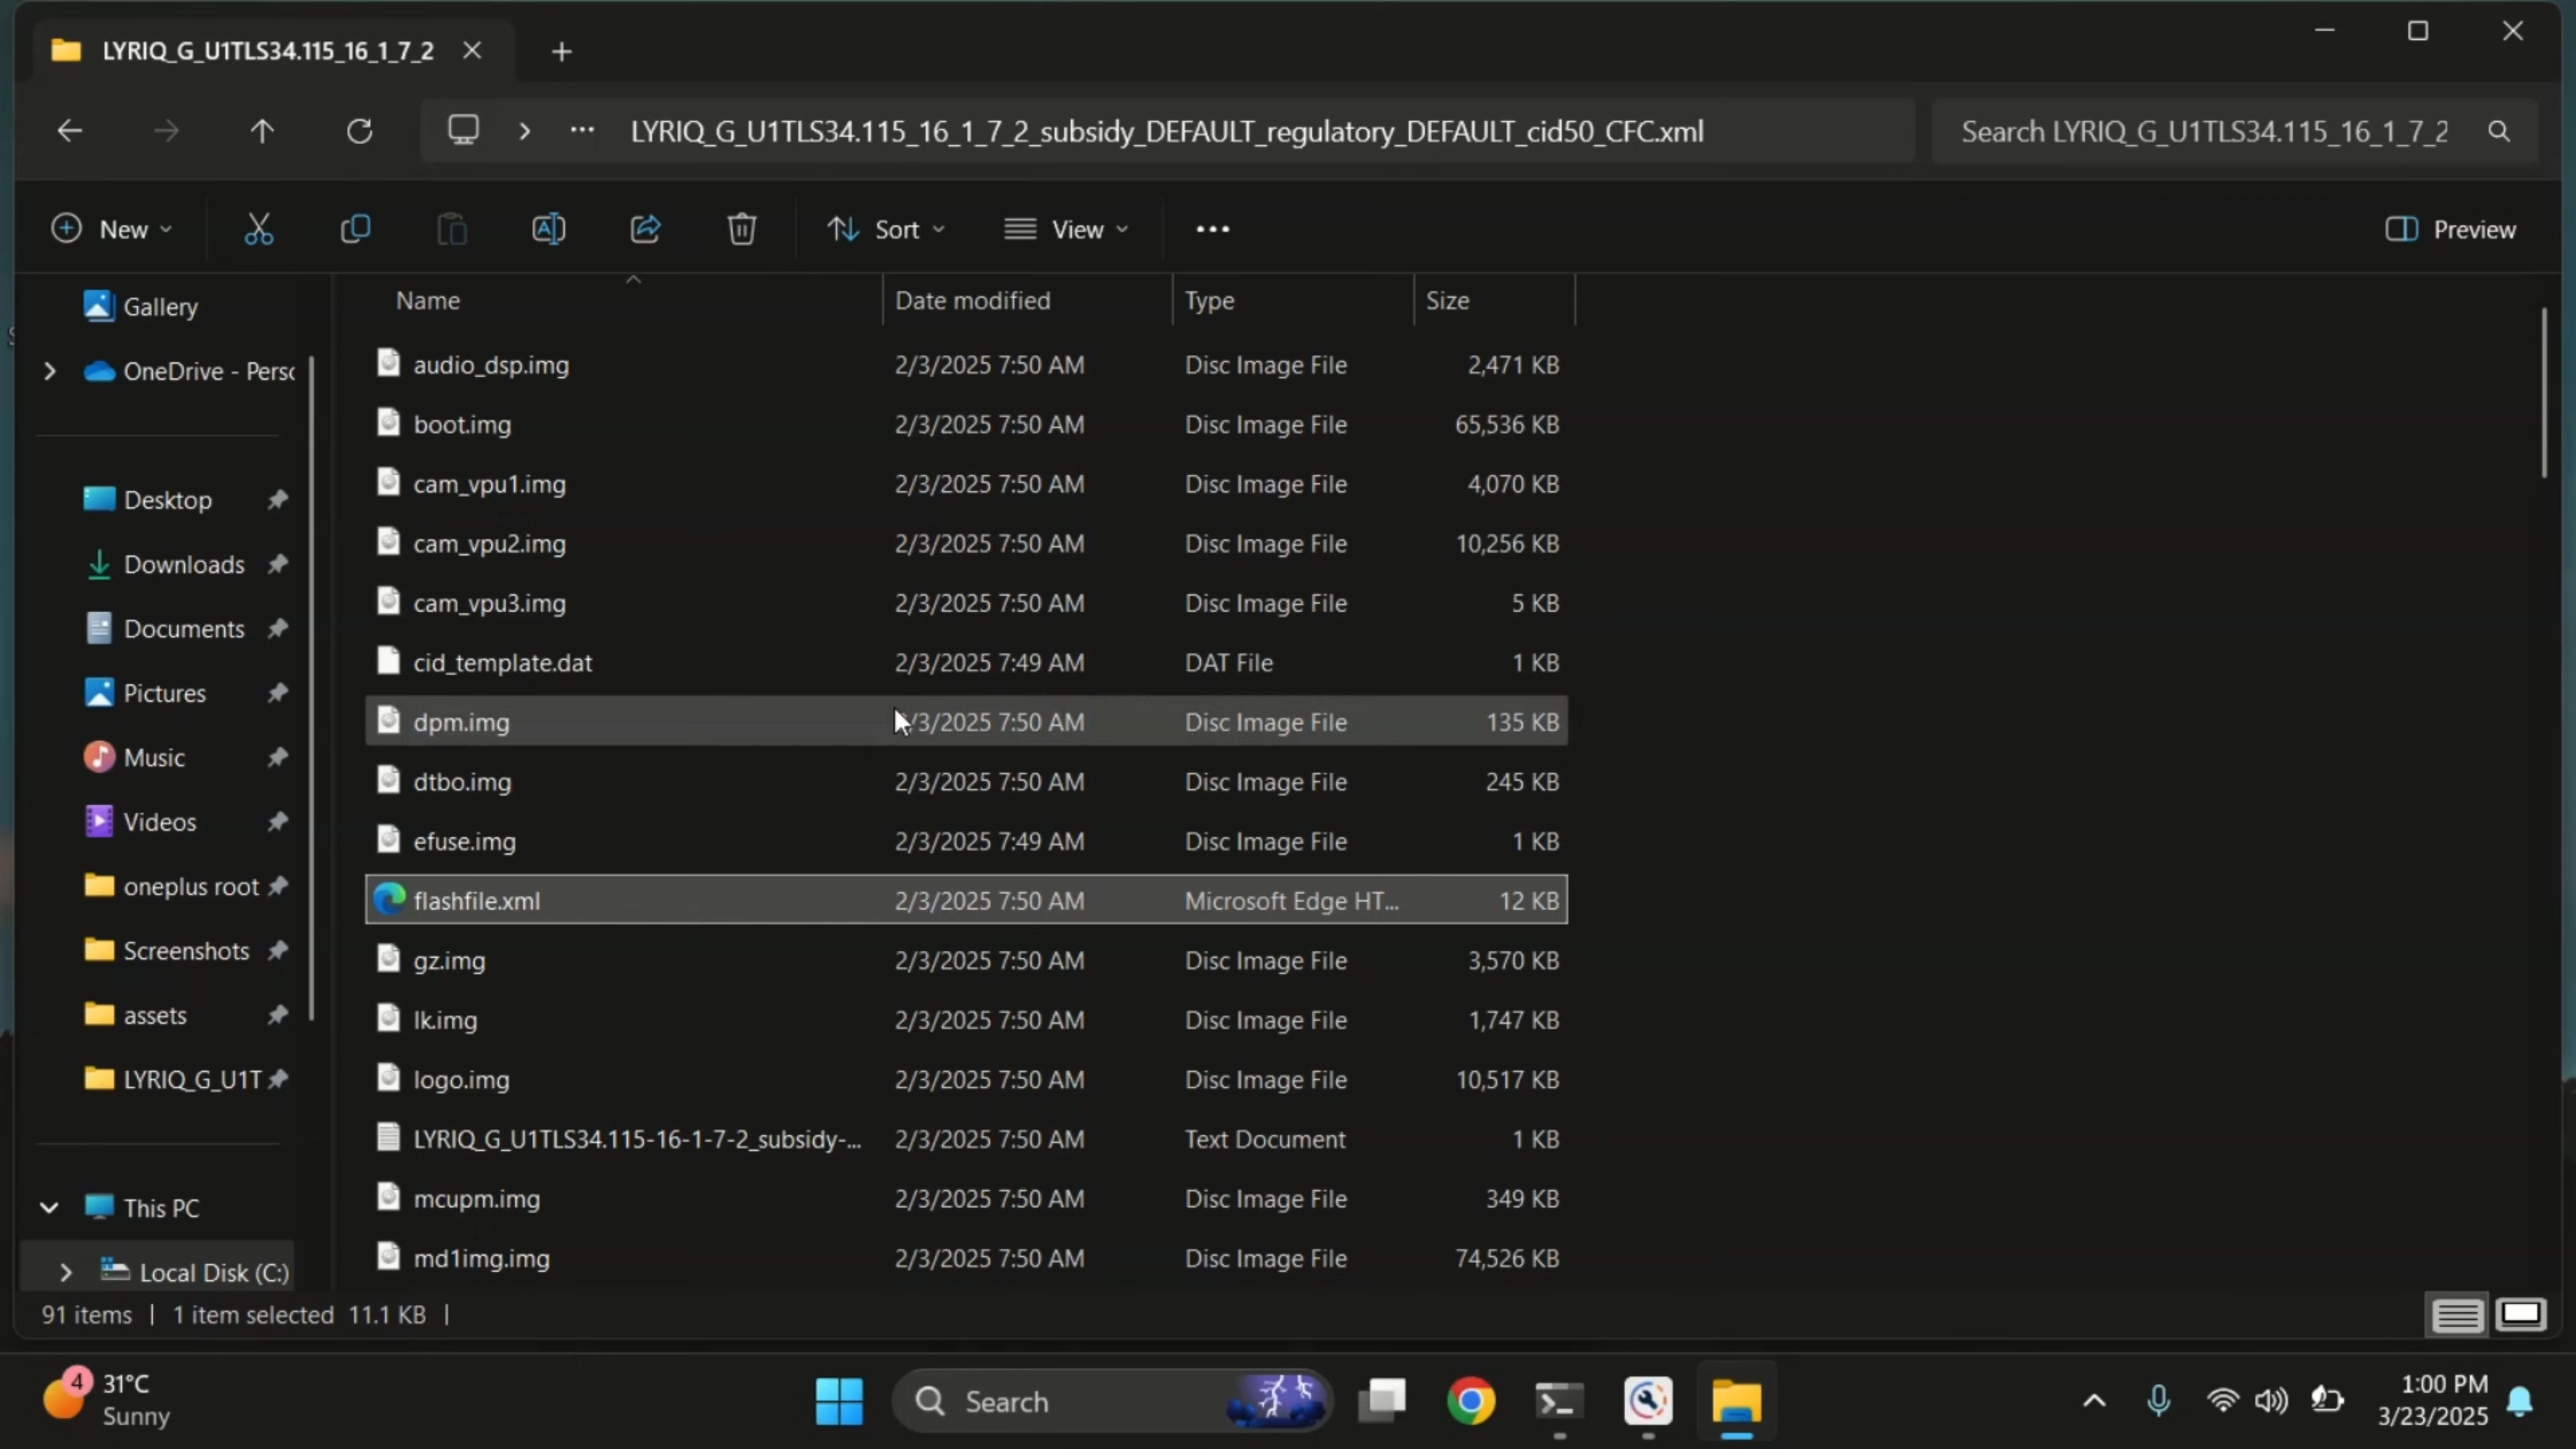 LYRIQ_G_U1TLS34.115_16_1_7_2
LYRIQ_G_U1TLS34.115_16_1_7_2_subsidy_DEFAULT_regulatory_DEFAULT_cid50_CFC.xml
Search LYRIQ_G_U1TLS34.115_16_1_7_2
New
Sort
View
Preview
Name Date modified Type Size
Gallery
OneDrive - Perso
Desktop
Downloads
Documents
Pictures
Music
Videos
oneplus root
Screenshots
assets
LYRIQ_G_U1T
This PC
Local Disk (C:)
audio_dsp.img 2/3/2025 7:50 AM Disc Image File 2,471 KB
boot.img 2/3/2025 7:50 AM Disc Image File 65,536 KB
cam_vpu1.img 2/3/2025 7:50 AM Disc Image File 4,070 KB
cam_vpu2.img 2/3/2025 7:50 AM Disc Image File 10,256 KB
cam_vpu3.img 2/3/2025 7:50 AM Disc Image File 5 KB
cid_template.dat 2/3/2025 7:49 AM DAT File 1 KB
dpm.img /3/2025 7:50 AM Disc Image File 135 KB
dtbo.img 2/3/2025 7:50 AM Disc Image File 245 KB
efuse.img 2/3/2025 7:49 AM Disc Image File 1 KB
flashfile.xml 2/3/2025 7:50 AM Microsoft Edge HT... 12 KB
gz.img 2/3/2025 7:50 AM Disc Image File 3,570 KB
lk.img 2/3/2025 7:50 AM Disc Image File 1,747 KB
logo.img 2/3/2025 7:50 AM Disc Image File 10,517 KB
LYRIQ_G_U1TLS34.115-16-1-7-2_subsidy-... 2/3/2025 7:50 AM Text Document 1 KB
mcupm.img 2/3/2025 7:50 AM Disc Image File 349 KB
md1img.img 2/3/2025 7:50 AM Disc Image File 74,526 KB
91 items | 1 item selected 11.1 KB |
4
31°C
Sunny
Search
1:00 PM
3/23/2025